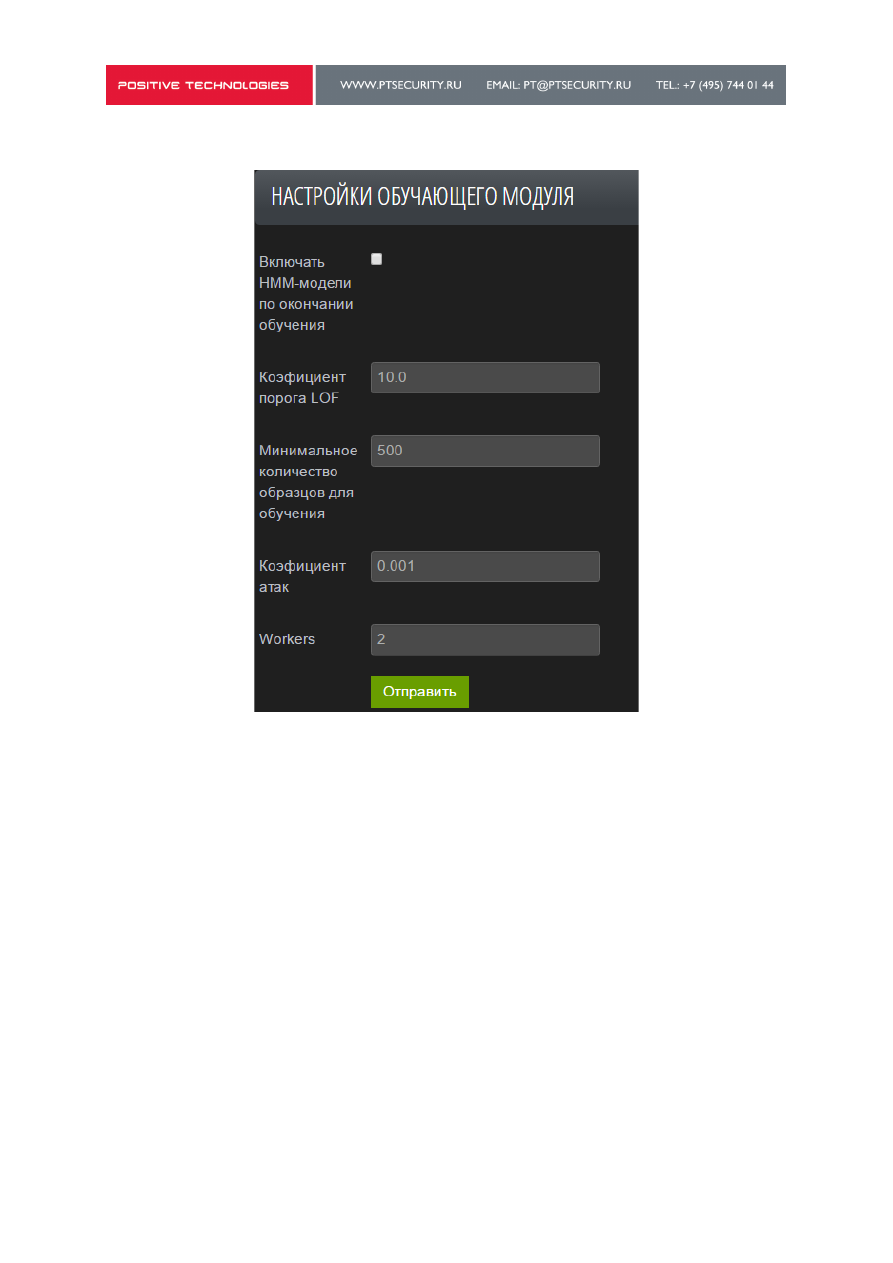 POSITIVE TECHNOLOGIES WWW.PTSECURITY.RU EMAIL: PT@PTSECURITY.RU TEL.: +7 (495) 744 01 44
НАСТРОЙКИ ОБУЧАЮЩЕГО МОДУЛЯ
Включать
HMM-модели
по окончании
обучения
Коэфициент
порога LOF
10.0
Минимальное
количество
образцов для
обучения
500
Коэфициент
атак
0.001
Workers
2
Отправить